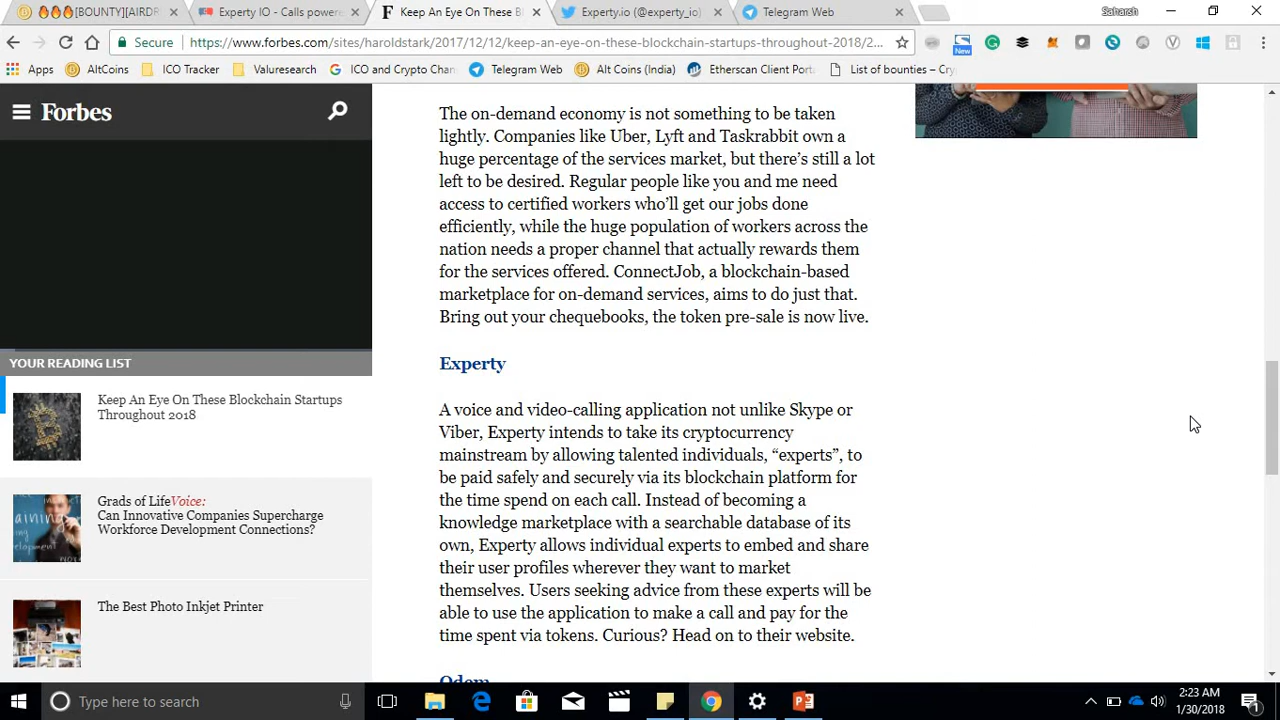 [BOUNTY][AIRD
Experty IO - Calls powere
Keep An Eye On These Bl
Experty.io (@experty_io)
Telegram Web
Saharsh
Secure
https://www.forbes.com/sites/haroldstark/2017/12/12/keep-an-eye-on-these-blockchain-startups-throughout-2018/2...
New
Apps
AltCoins
ICO Tracker
Valuresearch
ICO and Crypto Chan
Telegram Web
Alt Coins (India)
Etherscan Client Port
List of bounties – Cry
Forbes
The on-demand economy is not something to be taken
lightly. Companies like Uber, Lyft and Taskrabbit own a
huge percentage of the services market, but there’s still a lot
left to be desired. Regular people like you and me need
access to certified workers who’ll get our jobs done
efficiently, while the huge population of workers across the
nation needs a proper channel that actually rewards them
for the services offered. ConnectJob, a blockchain-based
marketplace for on-demand services, aims to do just that.
Bring out your chequebooks, the token pre-sale is now live.
Experty
A voice and video-calling application not unlike Skype or
Viber, Experty intends to take its cryptocurrency
mainstream by allowing talented individuals, “experts”, to
be paid safely and securely via its blockchain platform for
the time spend on each call. Instead of becoming a
knowledge marketplace with a searchable database of its
own, Experty allows individual experts to embed and share
their user profiles wherever they want to market
themselves. Users seeking advice from these experts will be
able to use the application to make a call and pay for the
time spent via tokens. Curious? Head on to their website.
Odem
YOUR READING LIST
Keep An Eye On These Blockchain Startups
Throughout 2018
Grads of LifeVoice:
Can Innovative Companies Supercharge
Workforce Development Connections?
The Best Photo Inkjet Printer
Type here to search
2:23 AM
1/30/2018